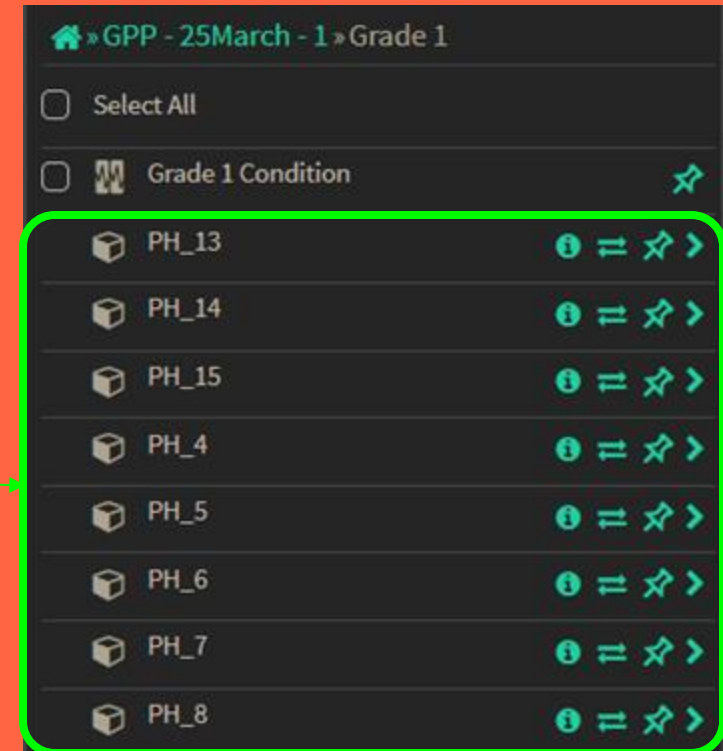 » GPP - 25March - 1 » Grade 1
Select All
Grade 1 Condition
PH_13
PH_14
PH_15
PH_4
PH_5
PH_6
PH_7
PH_8